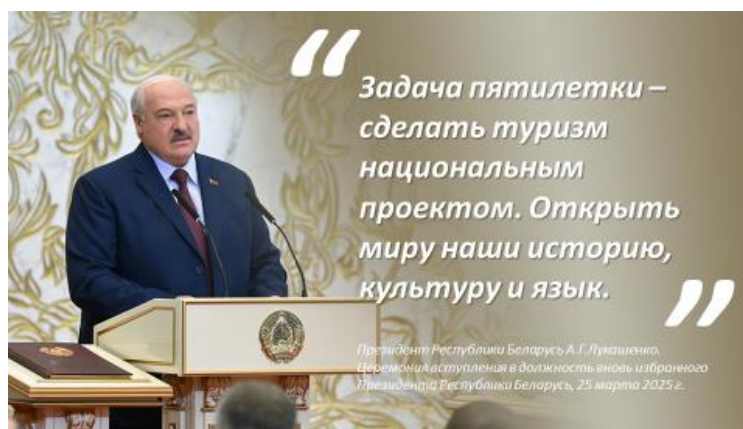 “
Задача пятилетки –
сделать туризм
национальным
проектом. Открыть
миру наши историю,
культуру и язык.
”
Президент Республики Беларусь А.Г.Лукашенко.
Церемония вступления в должность вновь избранного
Президента Республики Беларусь, 25 марта 2025 г.